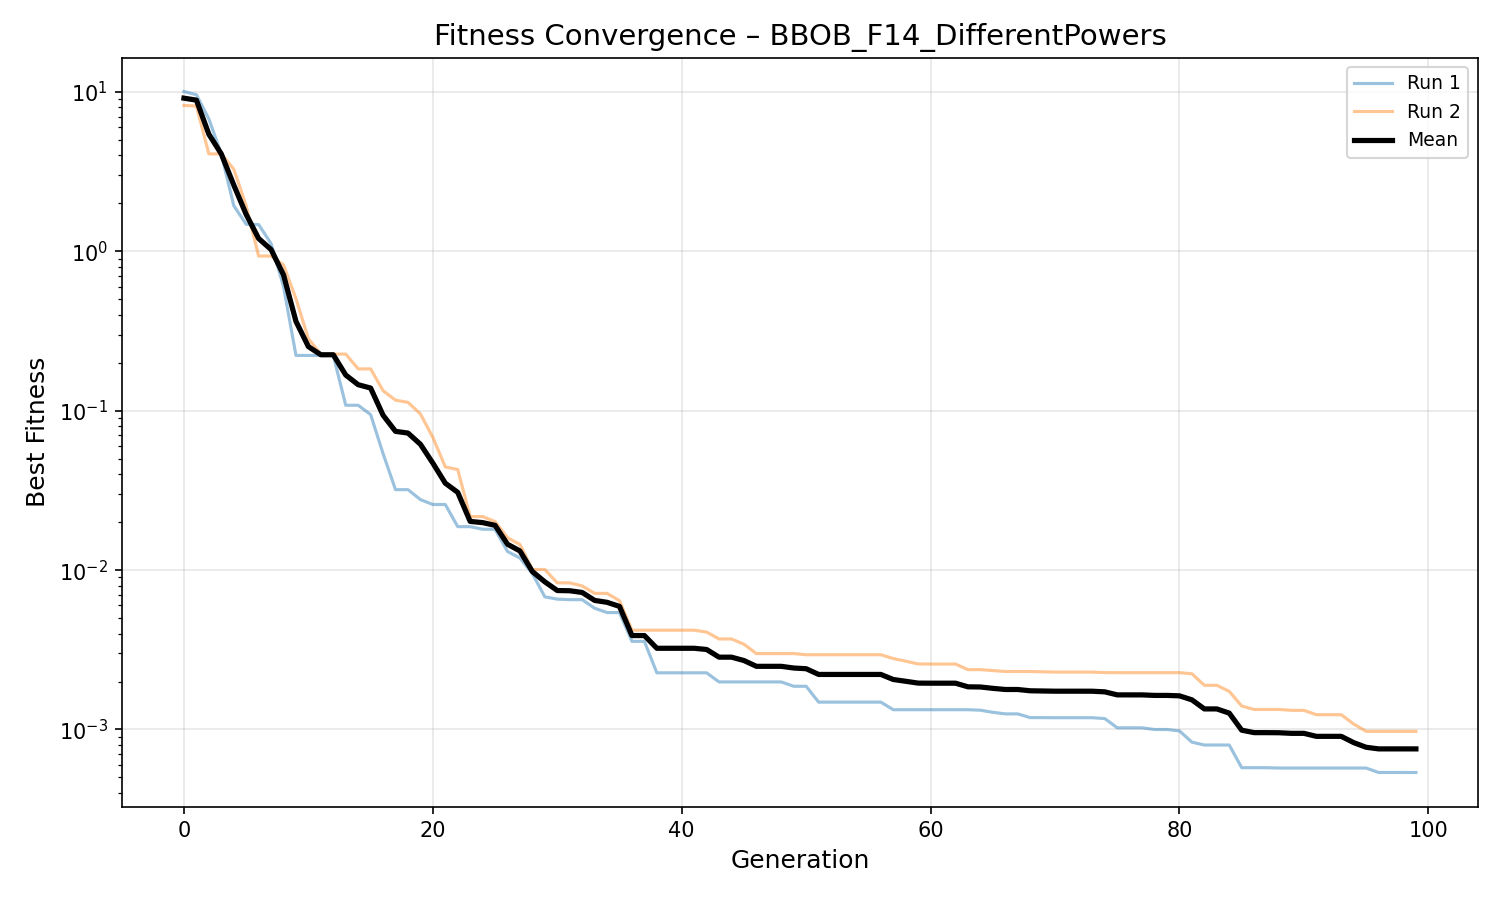 Fitness Convergence – BBOB_F14_DifferentPowers
Run 1
Run 2
Mean
Best Fitness
10^1
10^0
10^−1
10^−2
10^−3
0 20 40 60 80 100
Generation